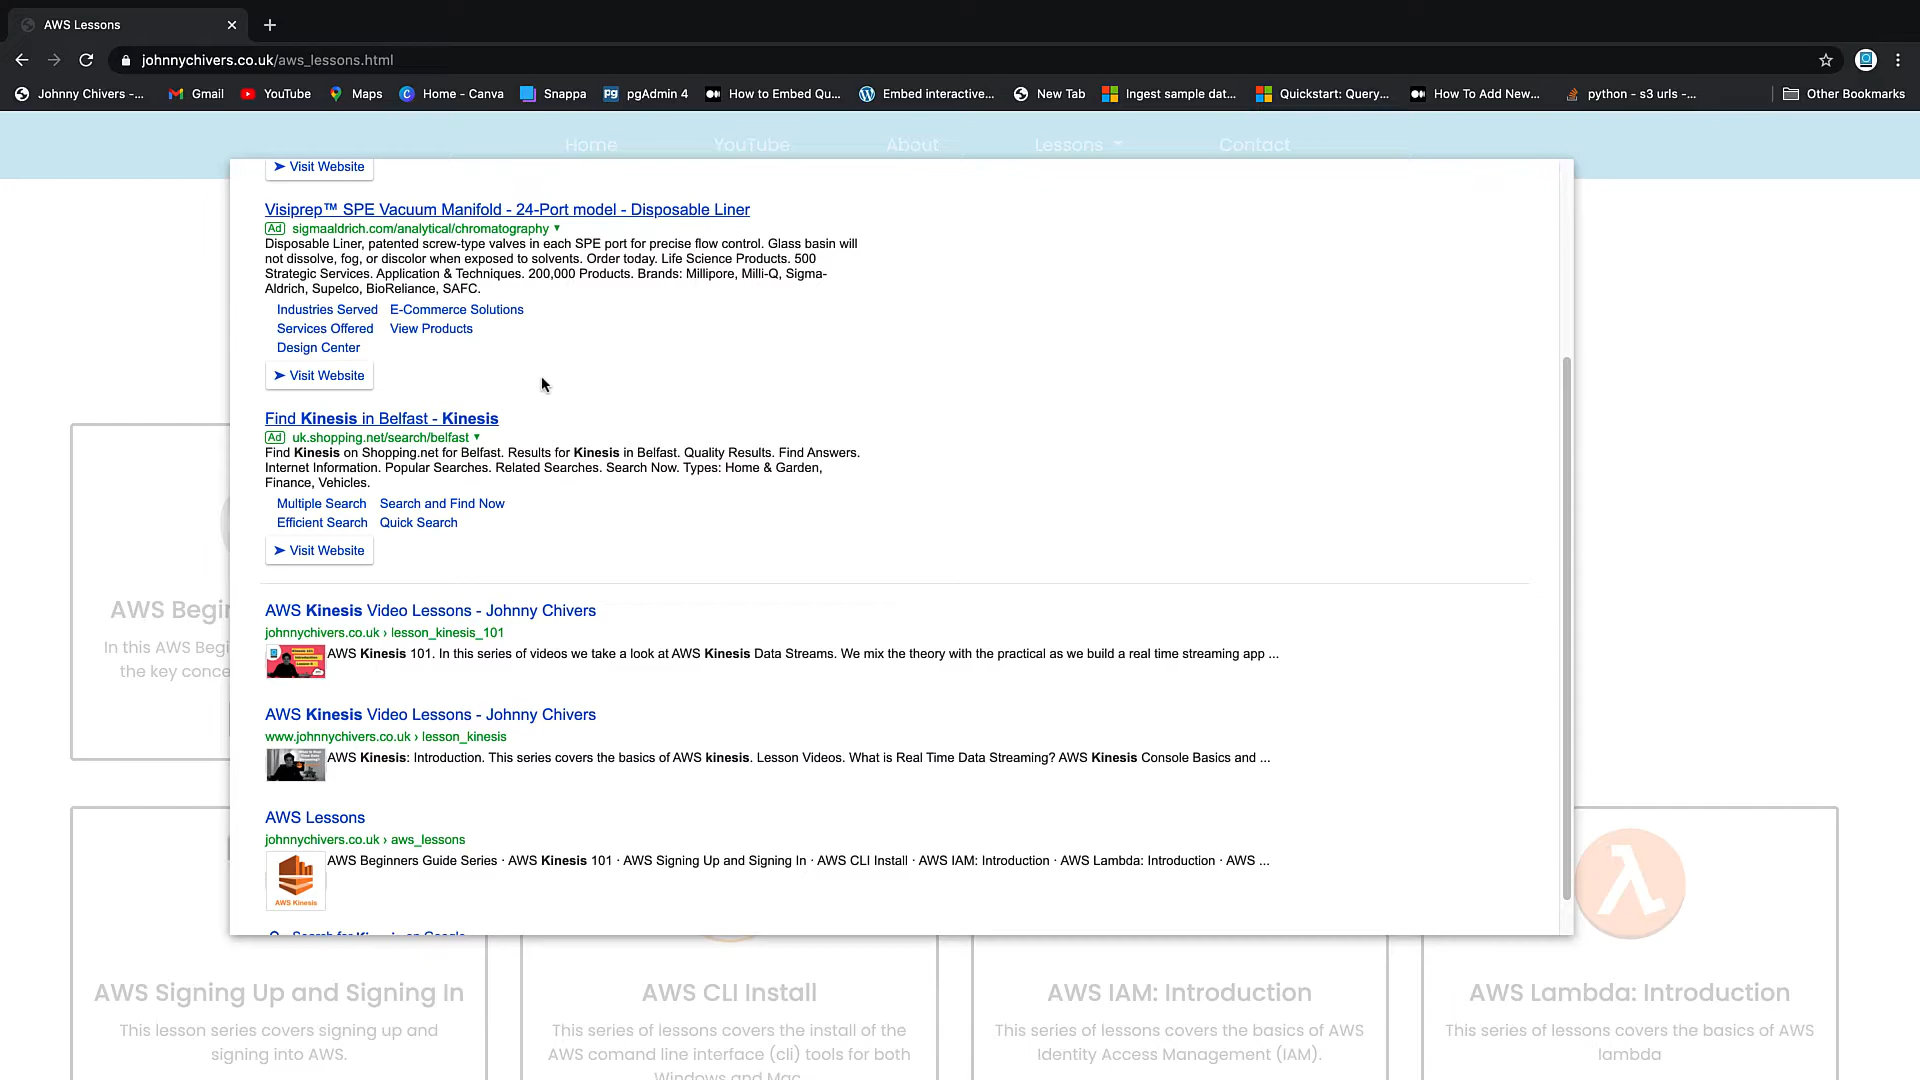 AWS Lessons
johnnychivers.co.uk/aws_lessons.html
Johnny Chivers -...
Gmail
YouTube
Maps
Home - Canva
Snappa
pgAdmin 4
How to Embed Qu...
Embed interactive...
New Tab
Ingest sample dat...
Quickstart: Query...
How To Add New...
python - s3 urls -...
Other Bookmarks
Home
YouTube
About
Lessons
Contact
➤ Visit Website
Visiprep™ SPE Vacuum Manifold - 24-Port model - Disposable Liner
Ad sigmaaldrich.com/analytical/chromatography
Disposable Liner, patented screw-type valves in each SPE port for precise flow control. Glass basin will
not dissolve, fog, or discolor when exposed to solvents. Order today. Life Science Products. 500
Strategic Services. Application & Techniques. 200,000 Products. Brands: Millipore, Milli-Q, Sigma-
Aldrich, Supelco, BioReliance, SAFC.
Industries Served E-Commerce Solutions
Services Offered View Products
Design Center
➤ Visit Website
Find Kinesis in Belfast - Kinesis
Ad uk.shopping.net/search/belfast
Find Kinesis on Shopping.net for Belfast. Results for Kinesis in Belfast. Quality Results. Find Answers.
Internet Information. Popular Searches. Related Searches. Search Now. Types: Home & Garden,
Finance, Vehicles.
Multiple Search Search and Find Now
Efficient Search Quick Search
➤ Visit Website
AWS Kinesis Video Lessons - Johnny Chivers
johnnychivers.co.uk › lesson_kinesis_101
AWS Kinesis 101. In this series of videos we take a look at AWS Kinesis Data Streams. We mix the theory with the practical as we build a real time streaming app ...
AWS Kinesis Video Lessons - Johnny Chivers
www.johnnychivers.co.uk › lesson_kinesis
AWS Kinesis: Introduction. This series covers the basics of AWS kinesis. Lesson Videos. What is Real Time Data Streaming? AWS Kinesis Console Basics and ...
AWS Lessons
johnnychivers.co.uk › aws_lessons
AWS Beginners Guide Series · AWS Kinesis 101 · AWS Signing Up and Signing In · AWS CLI Install · AWS IAM: Introduction · AWS Lambda: Introduction · AWS ...
AWS Kinesis
Search for Kinesis on Google
AWS Begi
In this AWS Begi
the key conce
AWS Signing Up and Signing In
This lesson series covers signing up and
signing into AWS.
AWS CLI Install
This series of lessons covers the install of the
AWS comand line interface (cli) tools for both
Windows and Mac
AWS IAM: Introduction
This series of lessons covers the basics of AWS
Identity Access Management (IAM).
AWS Lambda: Introduction
This series of lessons covers the basics of AWS
lambda